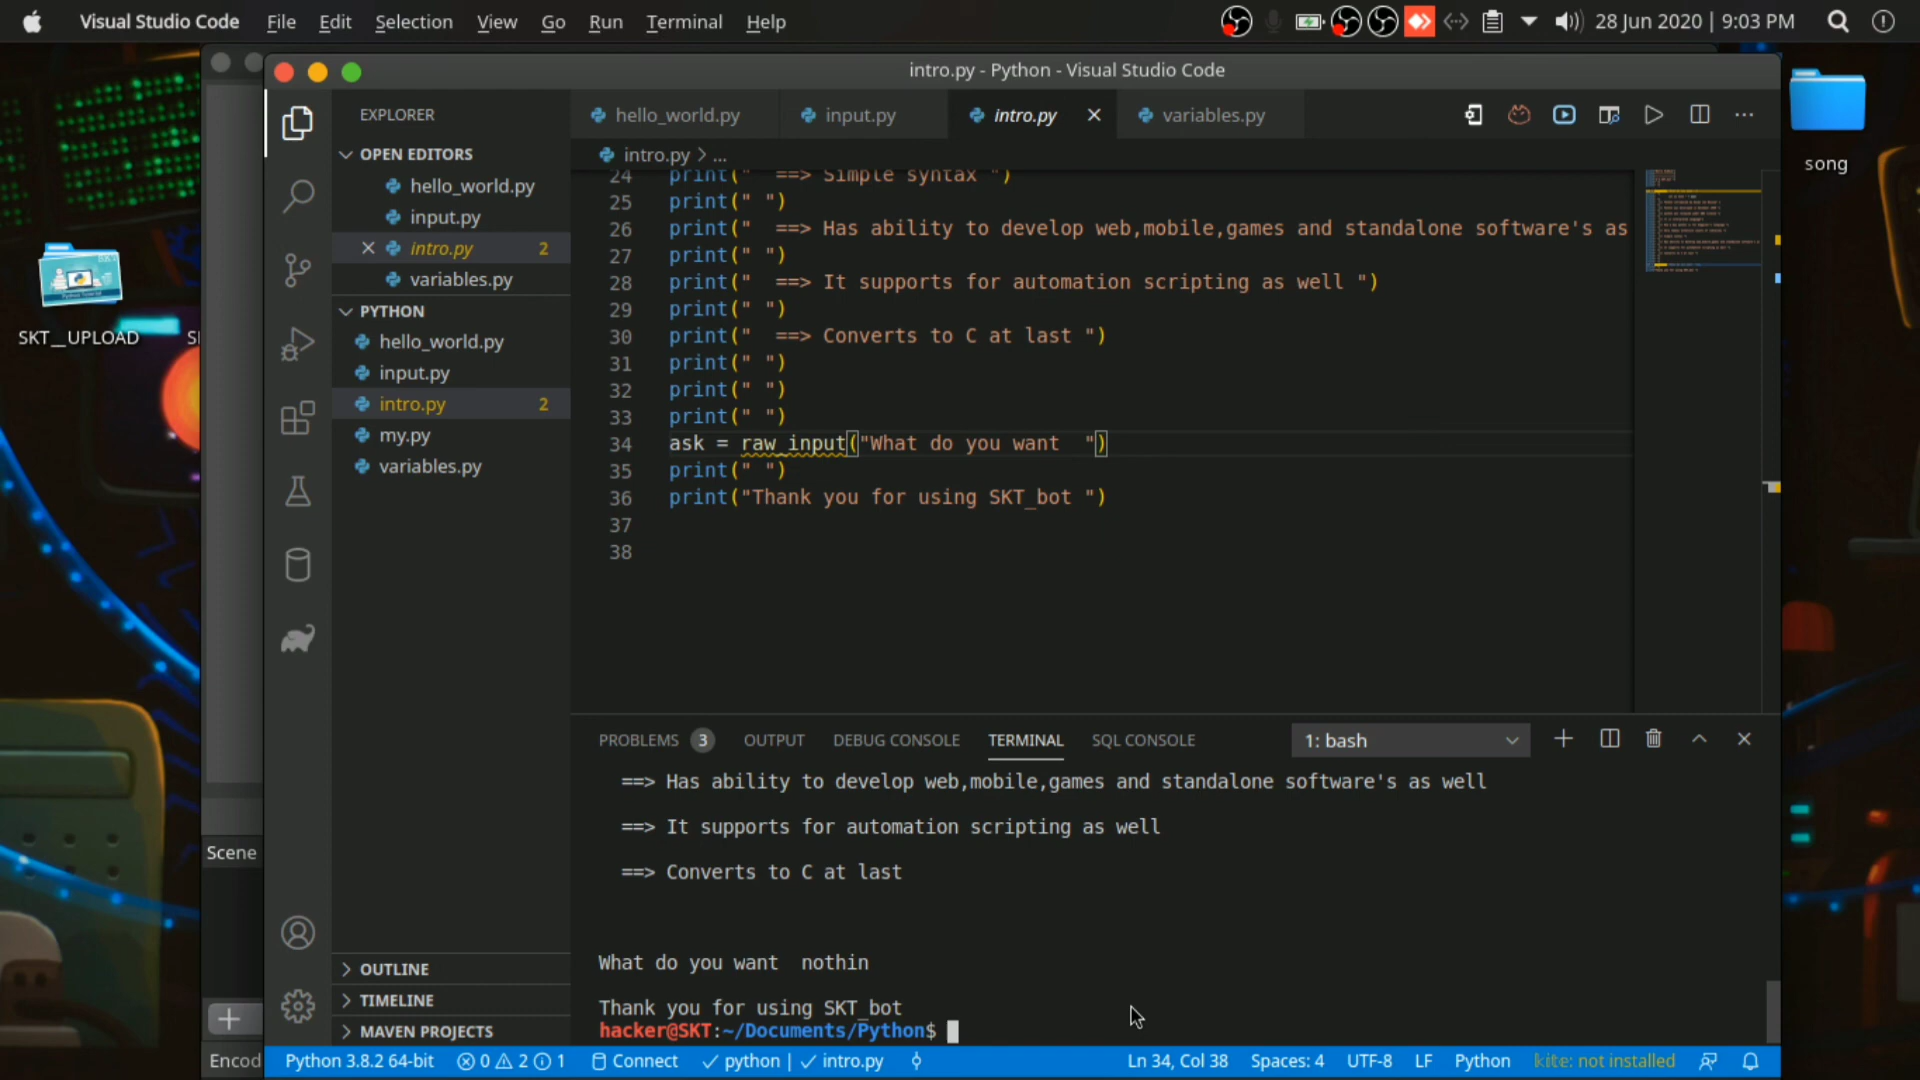 Visual Studio Code File Edit Selection View Go Run Terminal Help 28 Jun 2020 | 9:03 PM
intro.py - Python - Visual Studio Code
EXPLORER
hello_world.py input.py intro.py variables.py
OPEN EDITORS
hello_world.py
input.py
intro.py 2
variables.py
PYTHON
hello_world.py
input.py
intro.py 2
my.py
variables.py
OUTLINE
TIMELINE
MAVEN PROJECTS
intro.py > ...
24 print("  ==> Simple syntax ")
25 print(" ")
26 print("  ==> Has ability to develop web,mobile,games and standalone software's as
27 print(" ")
28 print("  ==> It supports for automation scripting as well ")
29 print(" ")
30 print("  ==> Converts to C at last ")
31 print(" ")
32 print(" ")
33 print(" ")
34 ask = raw_input("What do you want  ")
35 print(" ")
36 print("Thank you for using SKT_bot ")
37
38
PROBLEMS 3 OUTPUT DEBUG CONSOLE TERMINAL SQL CONSOLE 1: bash
==> Has ability to develop web,mobile,games and standalone software's as well
==> It supports for automation scripting as well
==> Converts to C at last
What do you want  nothin
Thank you for using SKT_bot
hacker@SKT:~/Documents/Python$
Python 3.8.2 64-bit 0 2 1 Connect python | intro.py Ln 34, Col 38 Spaces: 4 UTF-8 LF Python kite: not installed
SKT__UPLOAD
song
Scene
Encod